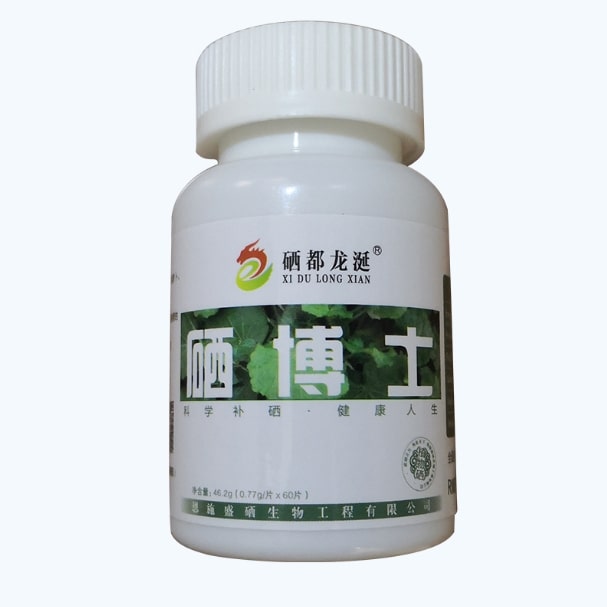 硒都龙涎®
XI DU LONG XIAN
硒博士
科学补硒·健康人生
净含量: 46.2g(0.77g/片 x 60片)
恩施盛硒生物工程有限公司